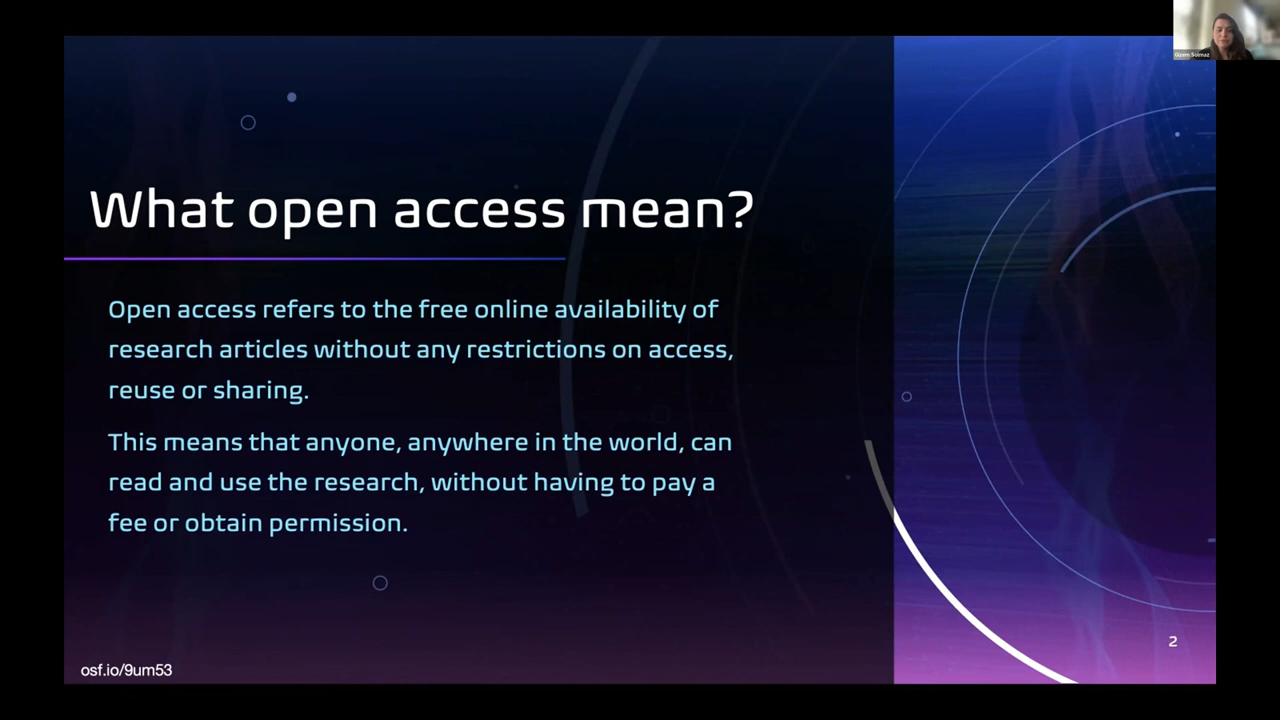 Gizem Solmaz
What open access mean?
Open access refers to the free online availability of
research articles without any restrictions on access,
reuse or sharing.
This means that anyone, anywhere in the world, can
read and use the research, without having to pay a
fee or obtain permission.
2
osf.io/9um53